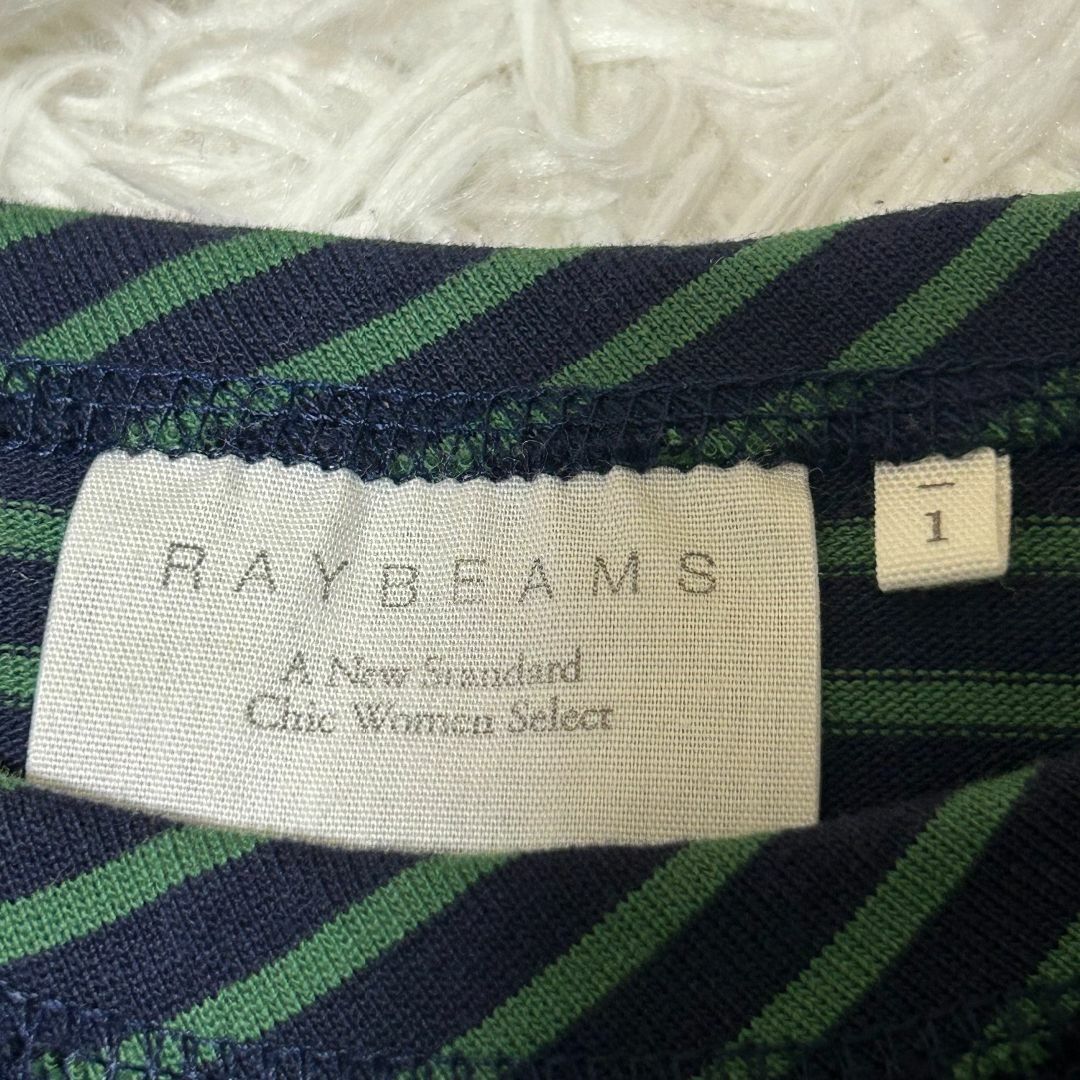 RAYBEAMS
A New Standard
Chic Women Select
1